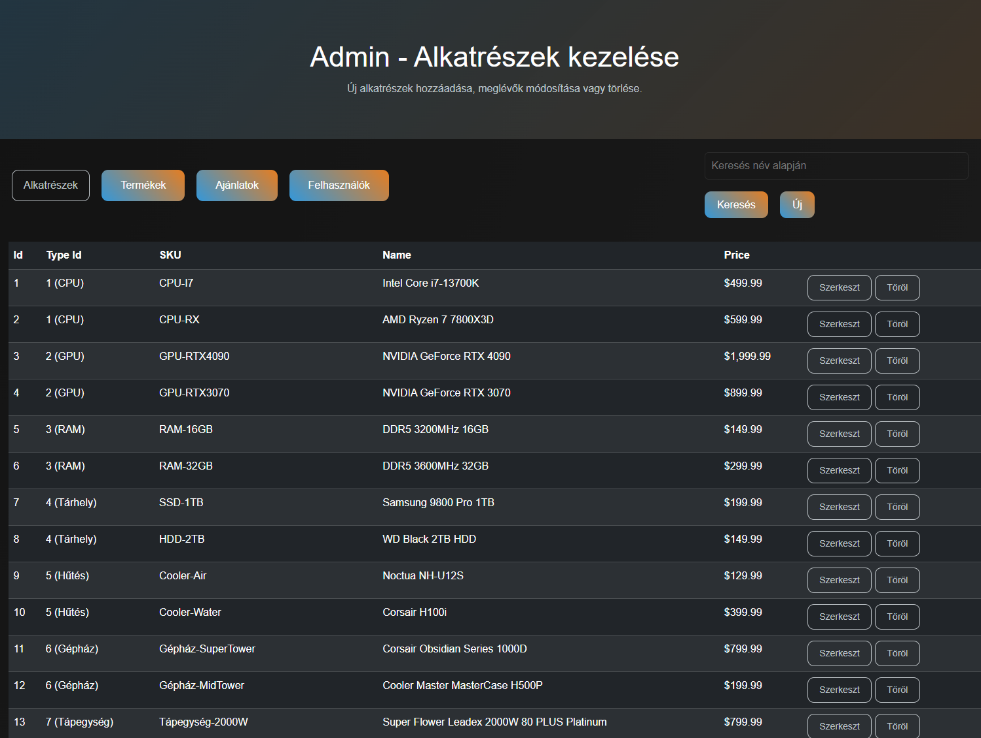 Admin - Alkatrészek kezelése
Új alkatrészek hozzáadása, meglévők módosítása vagy törlése.
Keresés név alapján
Alkatrészek Termékek Ajánlatok Felhasználók
Keresés Új
Id Type Id SKU Name Price
1 1 (CPU) CPU-I7 Intel Core i7-13700K $499.99 Szerkeszt Töröl
2 1 (CPU) CPU-RX AMD Ryzen 7 7800X3D $599.99 Szerkeszt Töröl
3 2 (GPU) GPU-RTX4090 NVIDIA GeForce RTX 4090 $1,999.99 Szerkeszt Töröl
4 2 (GPU) GPU-RTX3070 NVIDIA GeForce RTX 3070 $899.99 Szerkeszt Töröl
5 3 (RAM) RAM-16GB DDR5 3200MHz 16GB $149.99 Szerkeszt Töröl
6 3 (RAM) RAM-32GB DDR5 3600MHz 32GB $299.99 Szerkeszt Töröl
7 4 (Tárhely) SSD-1TB Samsung 9800 Pro 1TB $199.99 Szerkeszt Töröl
8 4 (Tárhely) HDD-2TB WD Black 2TB HDD $149.99 Szerkeszt Töröl
9 5 (Hűtés) Cooler-Air Noctua NH-U12S $129.99 Szerkeszt Töröl
10 5 (Hűtés) Cooler-Water Corsair H100i $399.99 Szerkeszt Töröl
11 6 (Gépház) Gépház-SuperTower Corsair Obsidian Series 1000D $799.99 Szerkeszt Töröl
12 6 (Gépház) Gépház-MidTower Cooler Master MasterCase H500P $199.99 Szerkeszt Töröl
13 7 (Tápegység) Tápegység-2000W Super Flower Leadex 2000W 80 PLUS Platinum $799.99 Szerkeszt Töröl